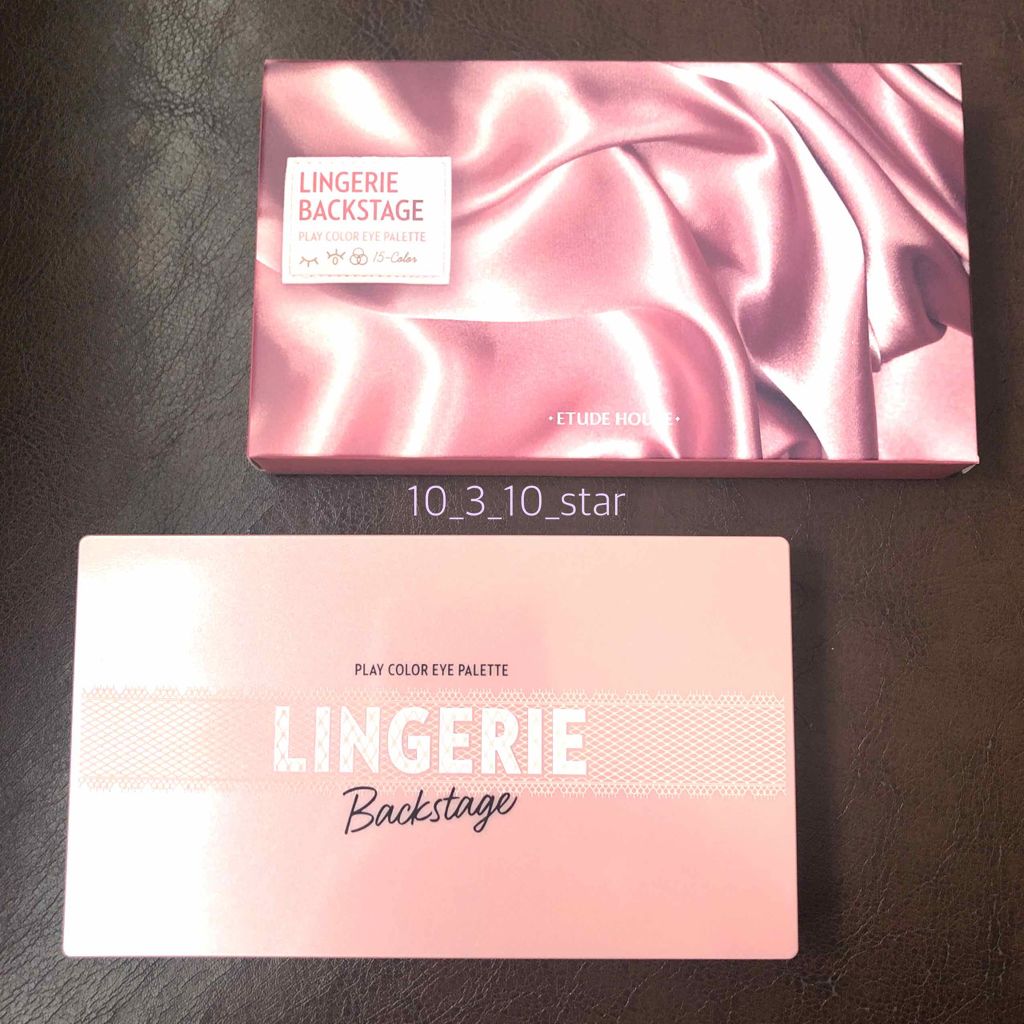 LINGERIE
BACKSTAGE
PLAY COLOR EYE PALETTE
15-Color
• ETUDE HOUSE •
10_3_10_star
PLAY COLOR EYE PALETTE
LINGERIE
Backstage